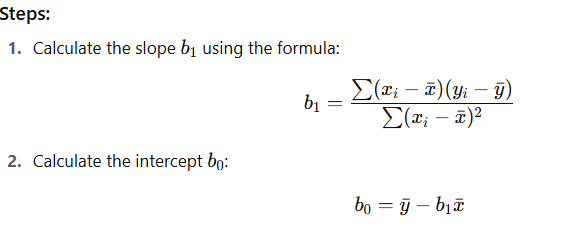 Steps:
1. Calculate the slope b₁ using the formula:
b₁ = ∑(xᵢ − x̄)(yᵢ − ȳ) / ∑(xᵢ − x̄)²
2. Calculate the intercept b₀:
b₀ = ȳ − b₁x̄